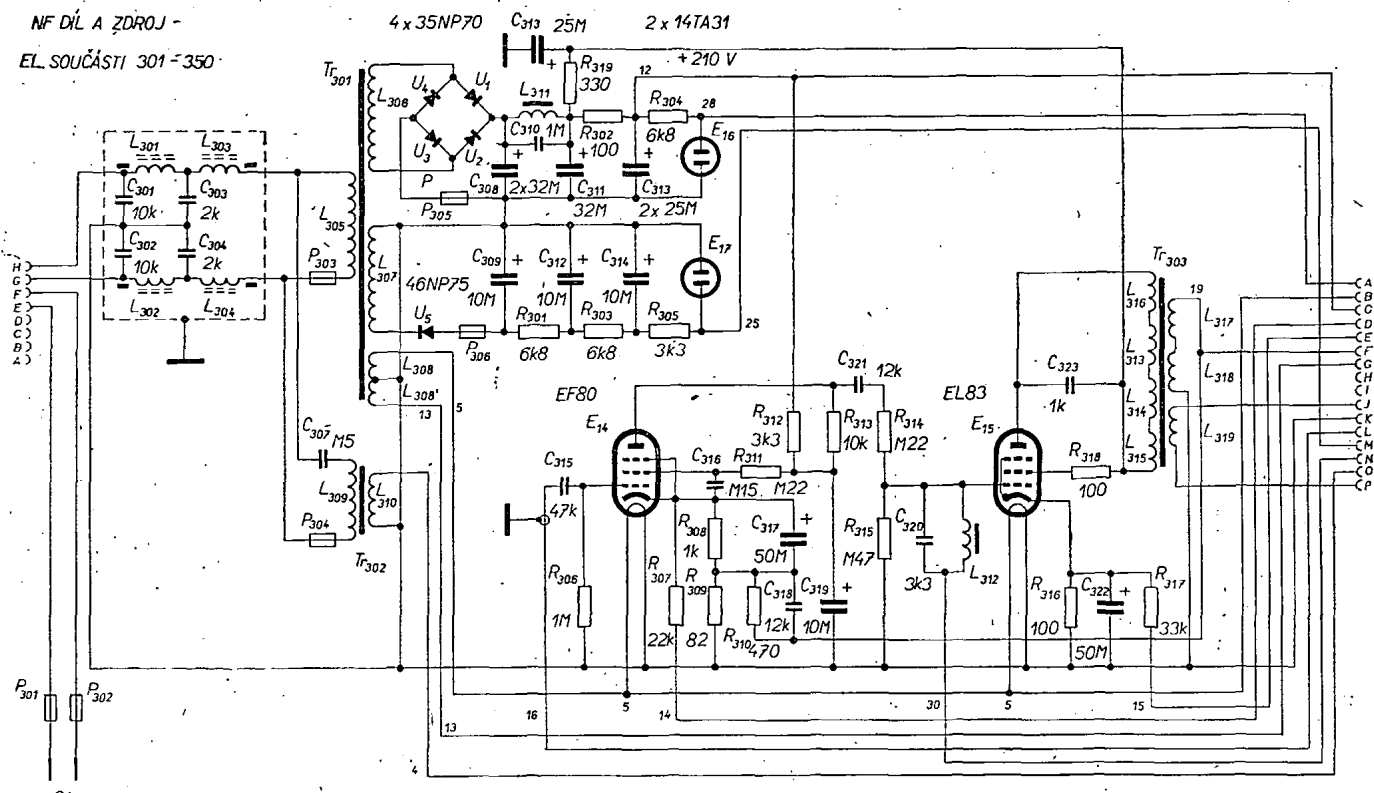 NF DÍL A ZDROJ -
EL. SOUČÁSTI 301 - 350
4 x 35NP70
C313 25M
2 x 14TA31
+210 V
Tr301
L306
U4
U1
U3
U2
L311
R319
330
12
R304
6k8
28
E16
C310 1M
R302
100
P
P305
C308
2x32M
C311
32M
C313
2x 25M
L301
L303
C301
10k
C303
2k
C302
10k
C304
2k
L302
L304
L305
P303
L307
46NP75
C309
10M
C312
10M
C314
10M
E17
U5
P306
R301
6k8
R303
6k8
R305
3k3
25
L308
L308'
13
5
H
G
F
E
D
C
B
A
C307 M5
L309
L310
P304
Tr302
EF80
E14
C315
47k
C316
M15
R311
M22
R312
3k3
R313
10k
C321
12k
R314
M22
R306
1M
R307
22k
R308
1k
R309
82
R310
470
C317
50M
C318
12k
C319
10M
R315
M47
C320
3k3
L312
EL83
E15
C323
1k
R318
100
R316
100
C322
50M
R317
33k
Tr303
L316
L313
L314
L315
19
L317
L318
L319
A
B
C
D
E
F
G
H
I
J
K
L
M
N
O
P
P301
P302
16
5
14
30
5
15
13
4